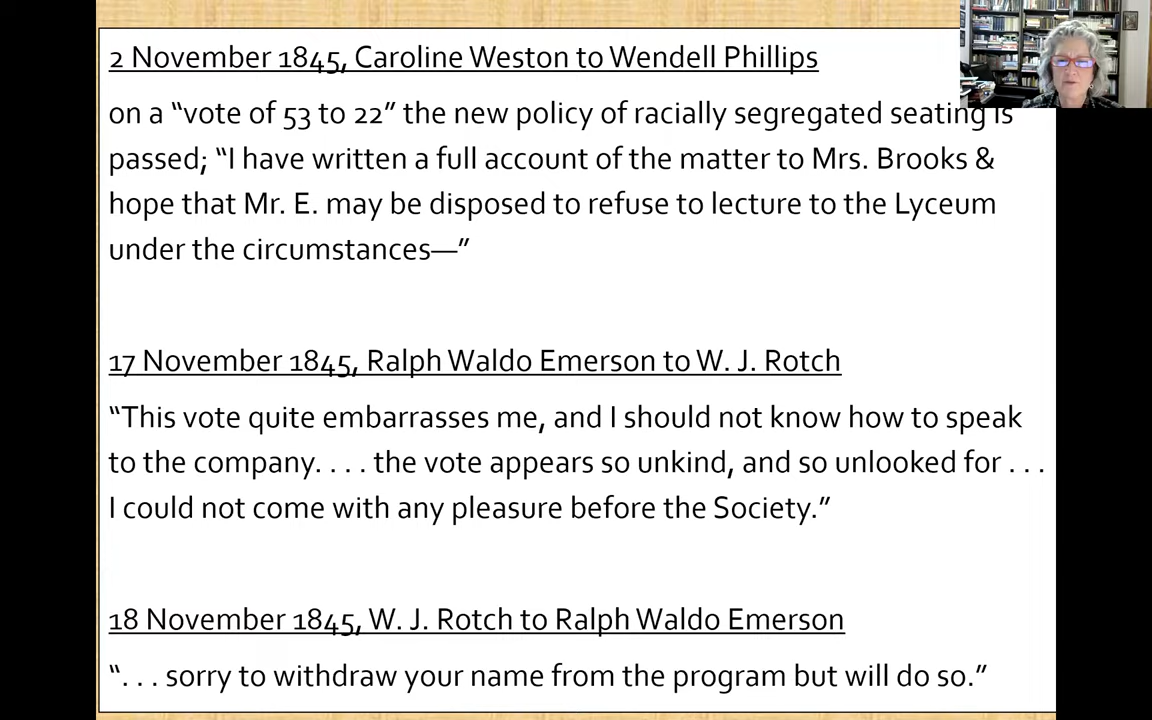 2 November 1845, Caroline Weston to Wendell Phillips
on a “vote of 53 to 22” the new policy of racially segregated seating is
passed; “I have written a full account of the matter to Mrs. Brooks &
hope that Mr. E. may be disposed to refuse to lecture to the Lyceum
under the circumstances—”
17 November 1845, Ralph Waldo Emerson to W. J. Rotch
“This vote quite embarrasses me, and I should not know how to speak
to the company. . . . the vote appears so unkind, and so unlooked for . . .
I could not come with any pleasure before the Society.”
18 November 1845, W. J. Rotch to Ralph Waldo Emerson
“. . . sorry to withdraw your name from the program but will do so.”